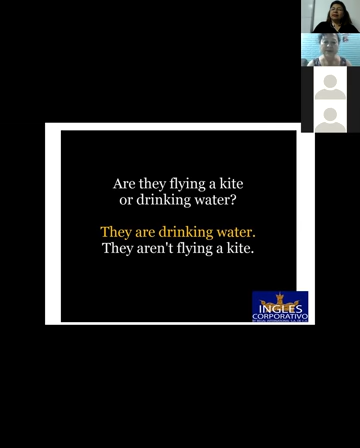 Are they flying a kite
or drinking water?
They are drinking water.
They aren't flying a kite.
INGLES
CORPORATIVO